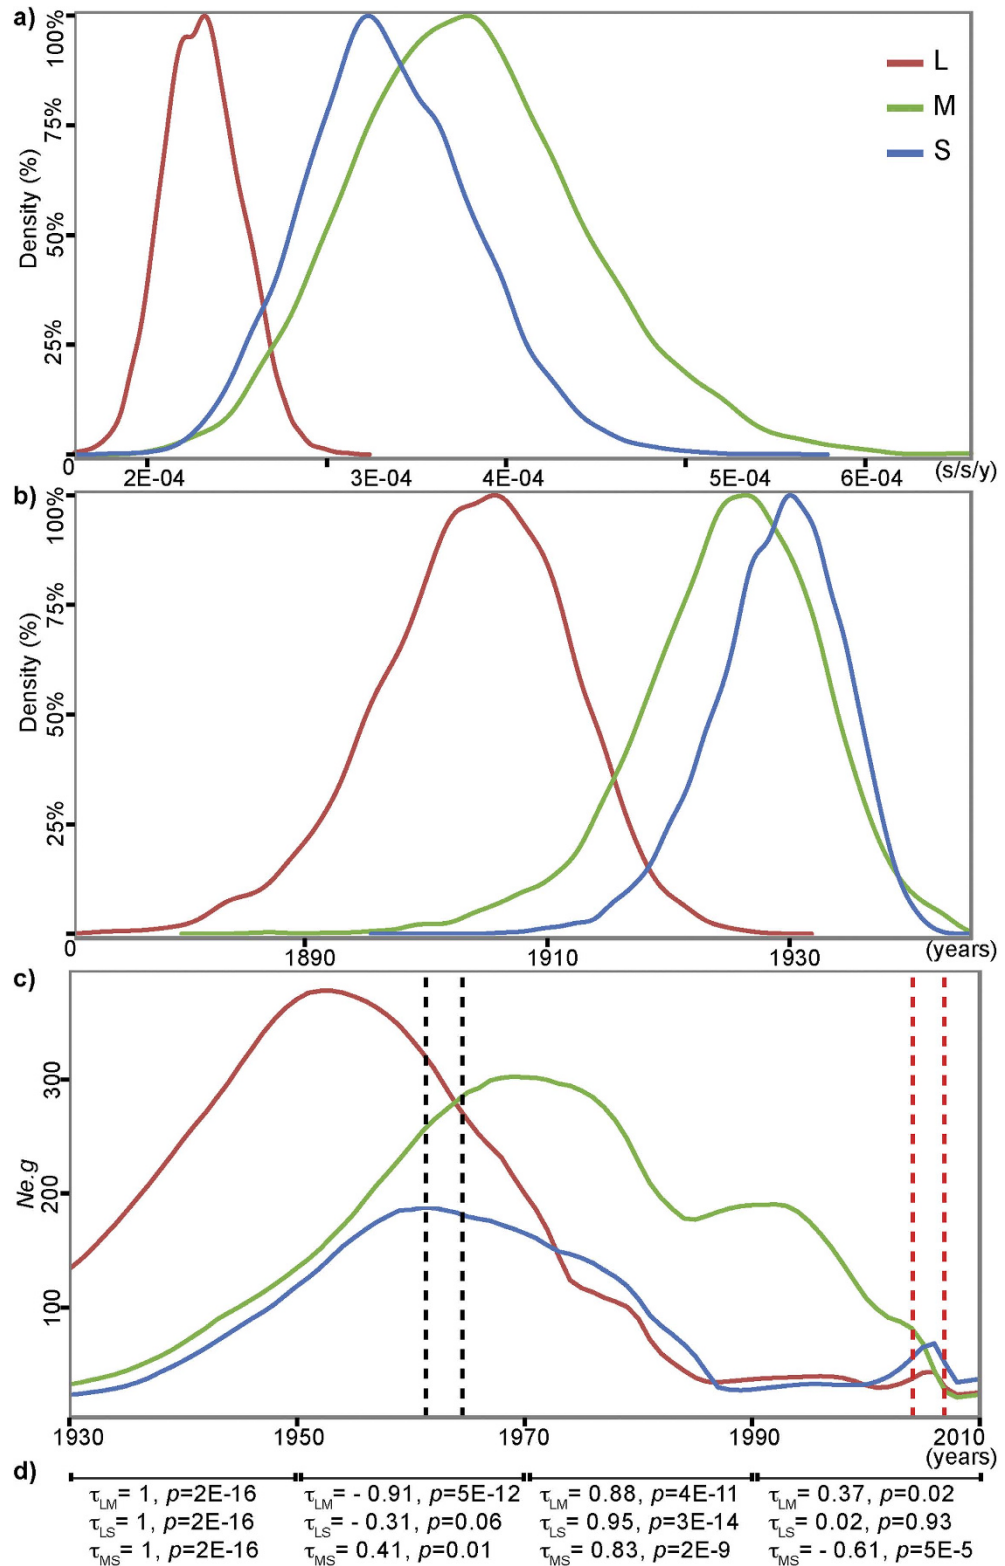 a)
100%
75%
50%
25%
0
Density (%)
L
M
S
2E-04 3E-04 4E-04 5E-04 6E-04 (s/s/y)
b)
100%
75%
50%
25%
0
Density (%)
1890 1910 1930 (years)
c)
300
200
100
Ne.g
1930 1950 1970 1990 2010
(years)
d)
τLM= 1, p=2E-16 τLM= - 0.91, p=5E-12 τLM= 0.88, p=4E-11 τLM= 0.37, p=0.02
τLS= 1, p=2E-16 τLS= - 0.31, p=0.06 τLS= 0.95, p=3E-14 τLS= 0.02, p=0.93
τMS= 1, p=2E-16 τMS= 0.41, p=0.01 τMS= 0.83, p=2E-9 τMS= - 0.61, p=5E-5